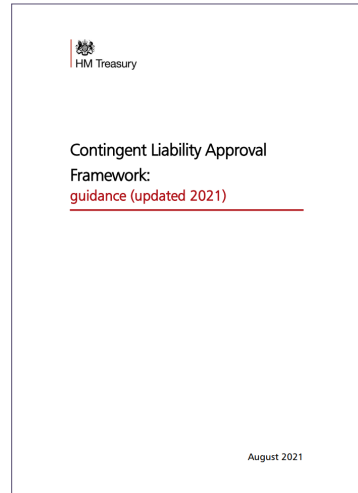 HM Treasury
Contingent Liability Approval
Framework:
guidance (updated 2021)
August 2021